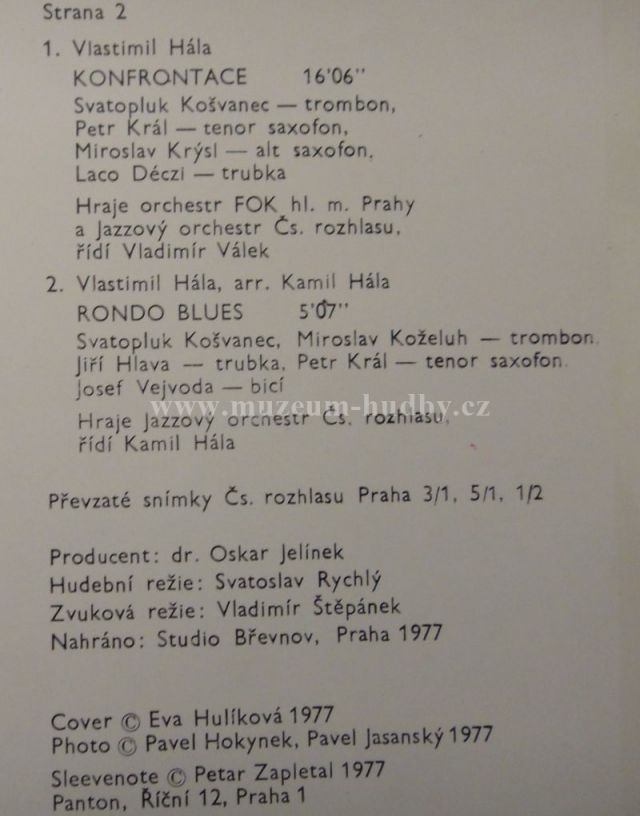 Strana 2
1. Vlastimil Hála
KONFRONTACE 16'06"
Svatopluk Košvanec — trombon,
Petr Král — tenor saxofon,
Miroslav Krýsl — alt saxofon,
Laco Déczi — trubka
Hraje orchestr FOK hl. m. Prahy
a Jazzový orchestr Čs. rozhlasu,
řídí Vladimír Válek
2. Vlastimil Hála, arr. Kamil Hála
RONDO BLUES 5'07"
Svatopluk Košvanec, Miroslav Koželuh — trombon,
Jiří Hlava — trubka, Petr Král — tenor saxofon,
Josef Vejvoda — bicí
www.muzeum-hudby.cz
Hraje Jazzový orchestr Čs. rozhlasu,
řídí Kamil Hála
Převzaté snímky Čs. rozhlasu Praha 3/1, 5/1, 1/2
Producent: dr. Oskar Jelínek
Hudební režie: Svatoslav Rychlý
Zvuková režie: Vladimír Štěpánek
Nahráno: Studio Břevnov, Praha 1977
Cover © Eva Hulíková 1977
Photo © Pavel Hokynek, Pavel Jasanský 1977
Sleevenote © Petar Zapletal 1977
Panton, Říční 12, Praha 1